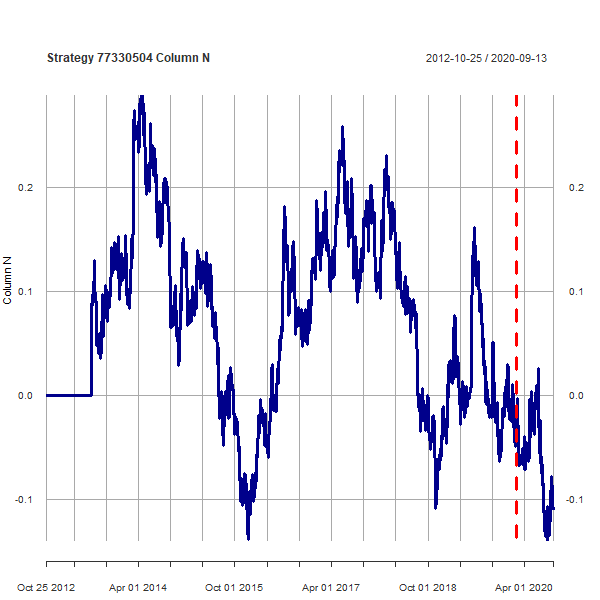 Strategy 77330504 Column N
2012-10-25 / 2020-09-13
Column N
0.2
0.1
0.0
-0.1
0.2
0.1
0.0
-0.1
Oct 25 2012
Apr 01 2014
Oct 01 2015
Apr 01 2017
Oct 01 2018
Apr 01 2020